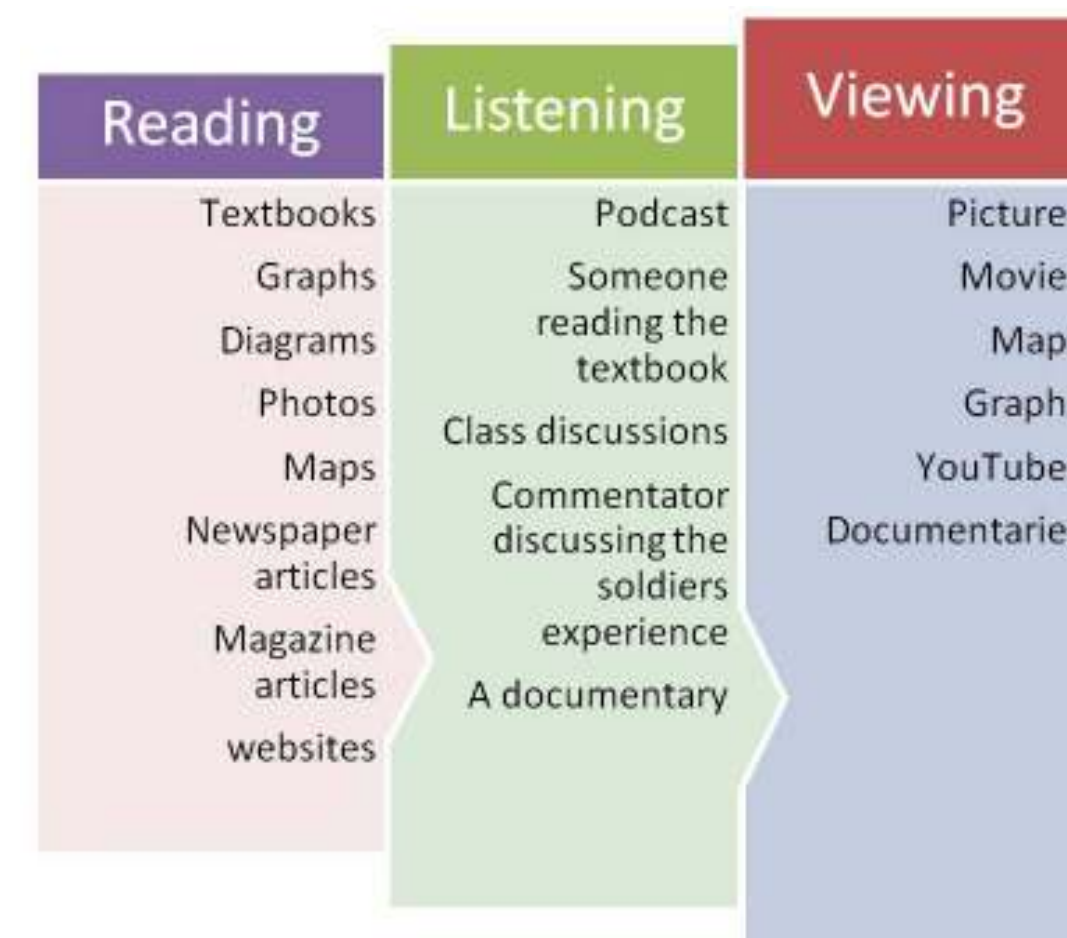 Reading
Textbooks
Graphs
Diagrams
Photos
Maps
Newspaper
articles
Magazine
articles
websites
Listening
Podcast
Someone
reading the
textbook
Class discussions
Commentator
discussing the
soldiers
experience
A documentary
Viewing
Picture
Movie
Map
Graph
YouTube
Documentarie